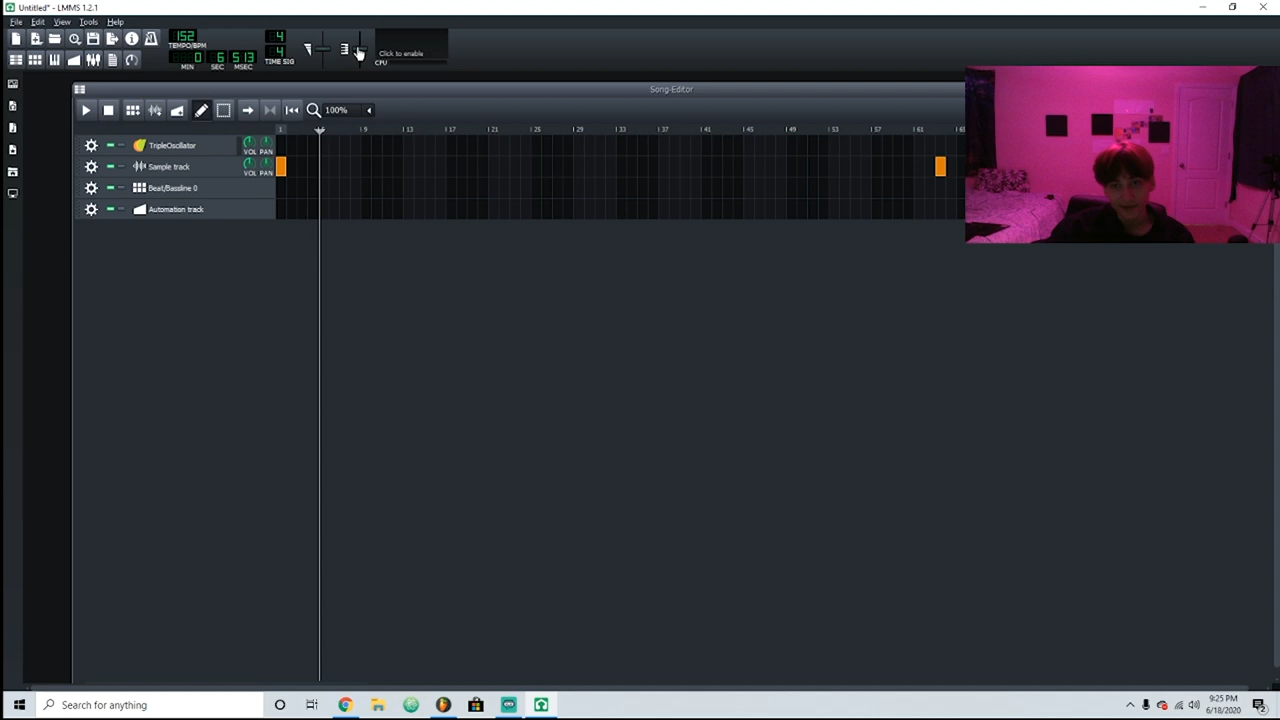 Untitled* - LMMS 1.2.1
File Edit View Tools Help
152
TEMPO/BPM
0 6 513
MIN SEC MSEC
4
4
TIME SIG
Click to enable
CPU
Song-Editor
100%
1 9 13 17 21 25 29 33 37 41 45 49 53 57 61 65
TripleOscillator VOL PAN
Sample track VOL PAN
Beat/Bassline 0
Automation track
Search for anything
9:25 PM
6/18/2020
2